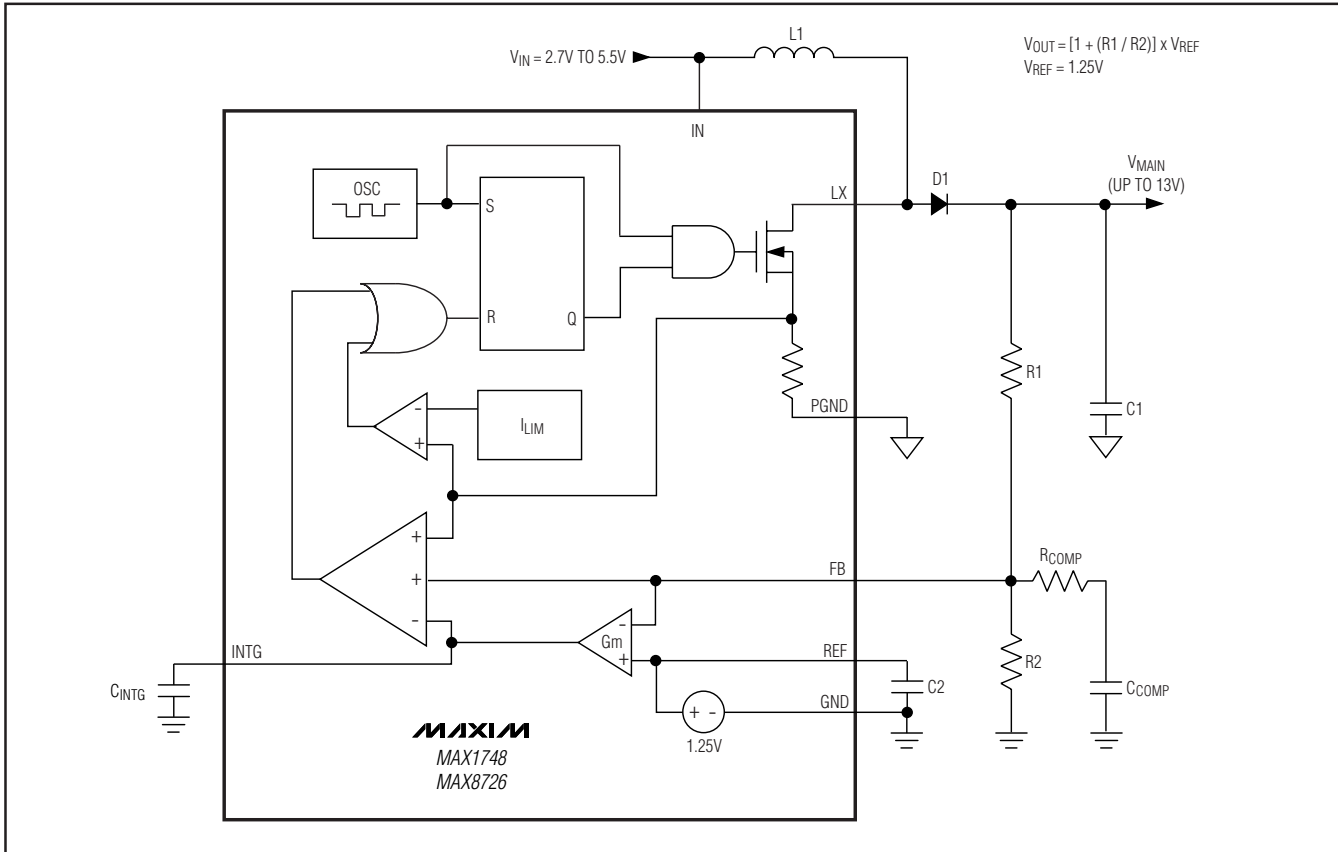 L1
V_IN = 2.7V TO 5.5V
V_OUT = [1 + (R1 / R2)] x V_REF
V_REF = 1.25V
IN
OSC
S
LX
D1
V_MAIN
(UP TO 13V)
R
Q
R1
C1
PGND
-
+
I_LIM
+
+
-
FB
R_COMP
Gm
-
+
REF
R2
C2
C_COMP
INTG
C_INTG
GND
+ -
1.25V
MAXIM
MAX1748
MAX8726